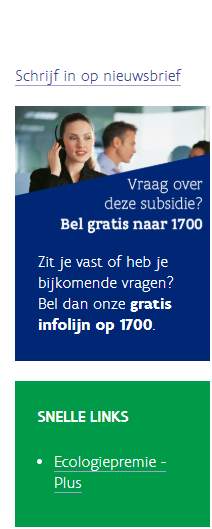 Schrijf in op nieuwsbrief
Vraag over
deze subsidie?
Bel gratis naar 1700
Zit je vast of heb je
bijkomende vragen?
Bel dan onze gratis
infolijn op 1700.
SNELLE LINKS
• Ecologiepremie -
Plus